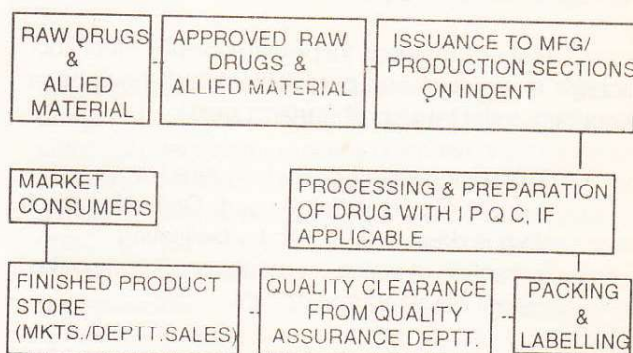 RAW DRUGS
&
ALLIED
MATERIAL
APPROVED RAW
DRUGS &
ALLIED MATERIAL
ISSUANCE TO MFG/
PRODUCTION SECTIONS
ON INDENT
PROCESSING & PREPARATION
OF DRUG WITH I P Q C, IF
APPLICABLE
PACKING
&
LABELLING
QUALITY CLEARANCE
FROM QUALITY
ASSURANCE DEPTT.
FINISHED PRODUCT
STORE
(MKTS./DEPTT.SALES)
MARKET
CONSUMERS